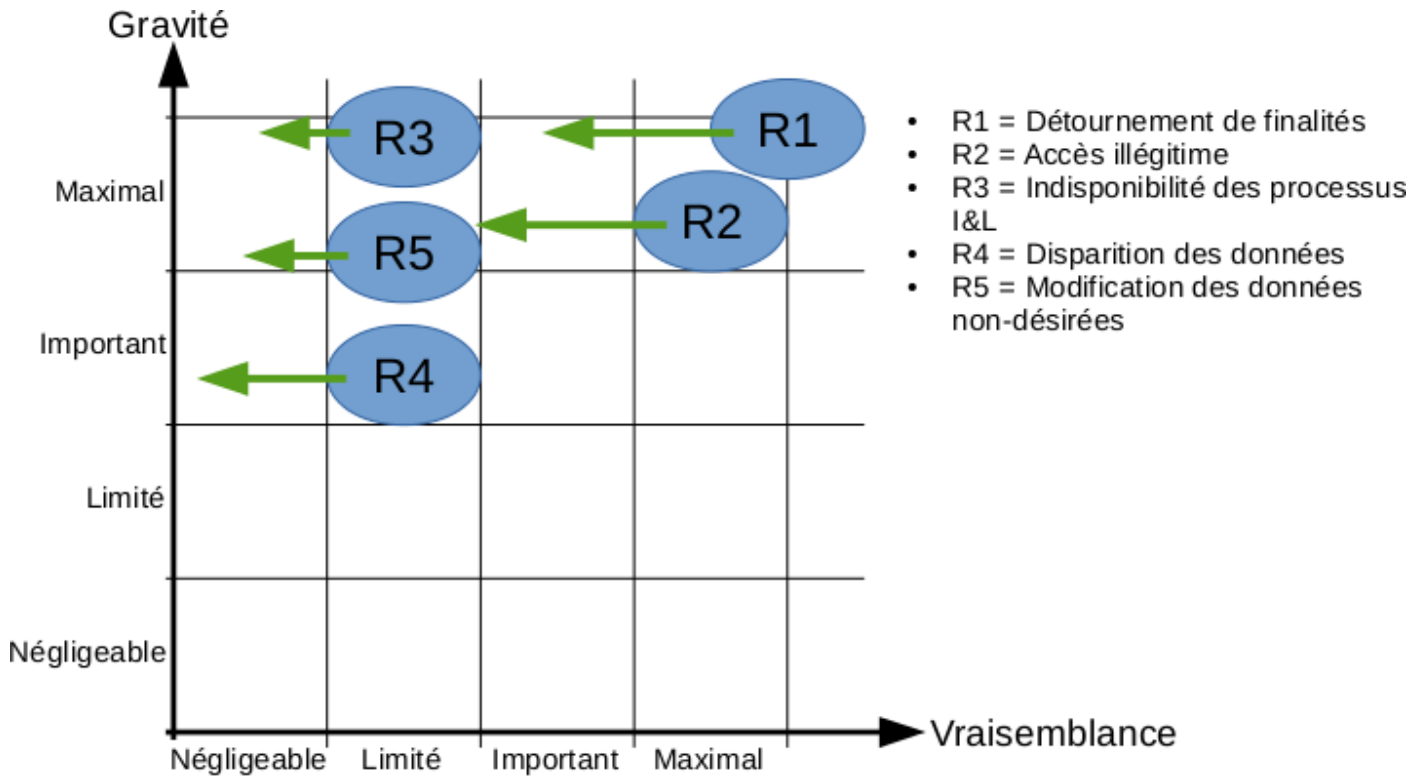 Gravité
R3
R1
R2
R5
R4
Maximal
Important
Limité
Négligeable
Négligeable
Limité
Important
Maximal
Vraisemblance
• R1 = Détournement de finalités
• R2 = Accès illégitime
• R3 = Indisponibilité des processus
I&L
• R4 = Disparition des données
• R5 = Modification des données
non-désirées